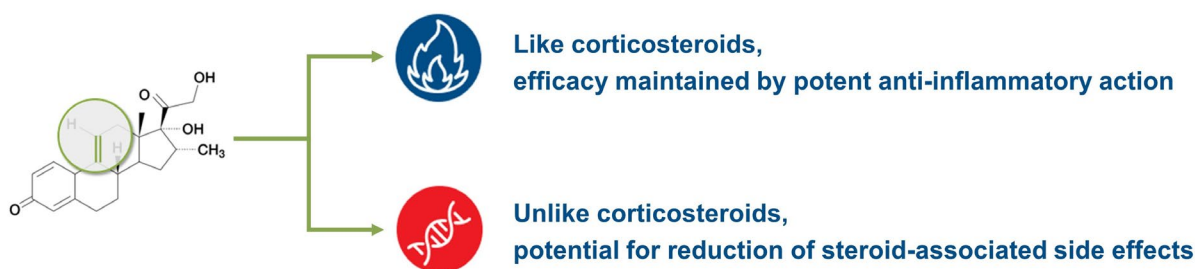 Like corticosteroids,
efficacy maintained by potent anti-inflammatory action
OH
O
H
OH
H
CH3
O
Unlike corticosteroids,
potential for reduction of steroid-associated side effects